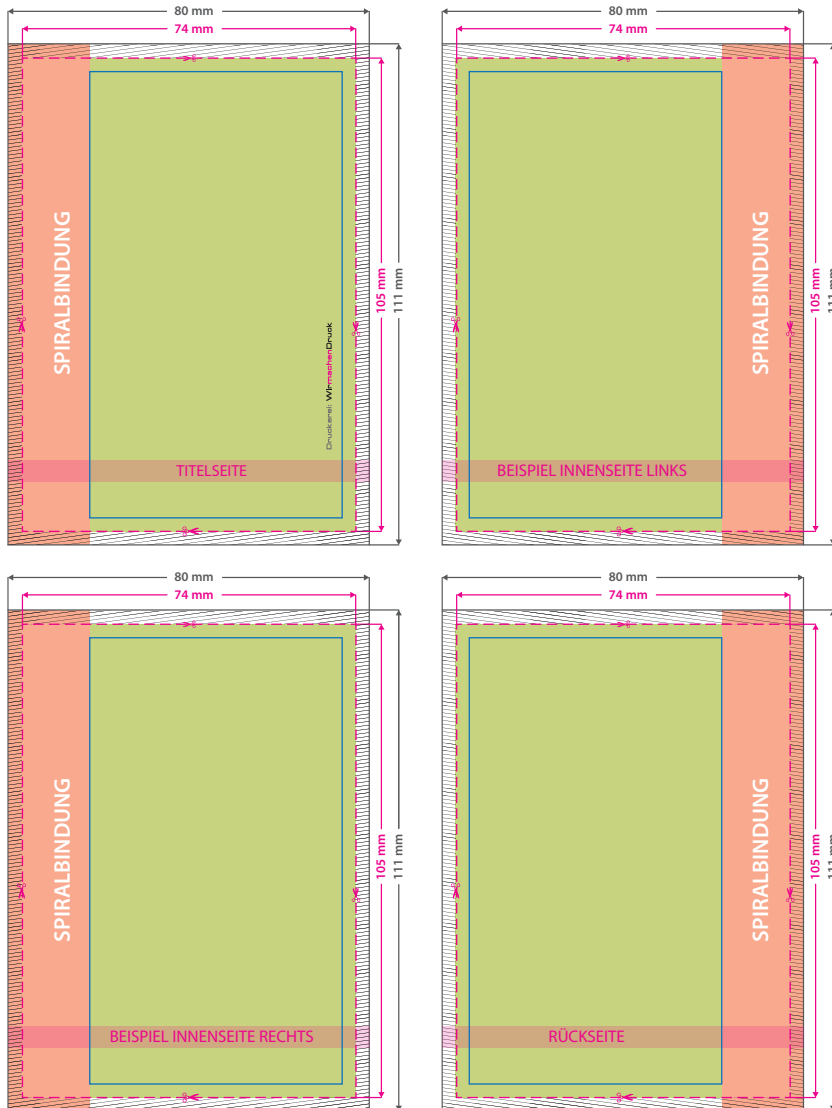 80 mm
74 mm
SPIRALBINDUNG
105 mm
111 mm
Druckerei: WIrmachenDruck
TITELSEITE
80 mm
74 mm
SPIRALBINDUNG
105 mm
111 mm
BEISPIEL INNENSEITE LINKS
80 mm
74 mm
SPIRALBINDUNG
105 mm
111 mm
BEISPIEL INNENSEITE RECHTS
80 mm
74 mm
SPIRALBINDUNG
105 mm
111 mm
RÜCKSEITE